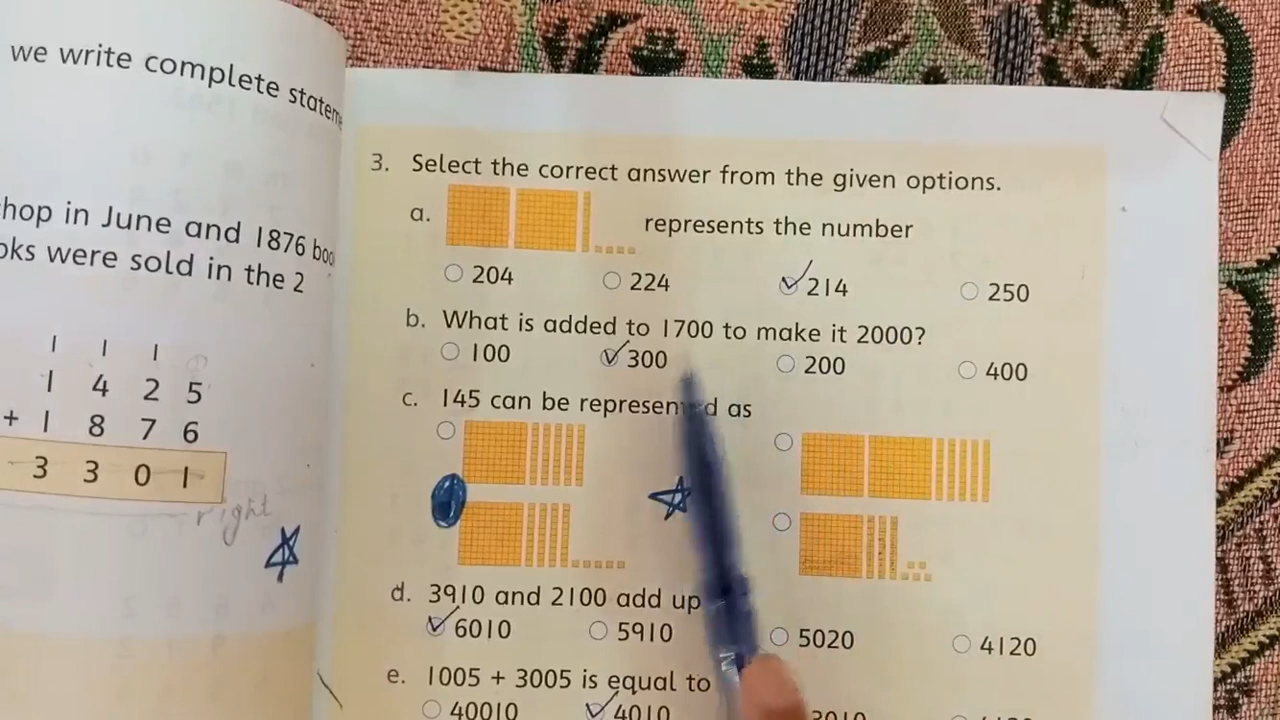 we write complete
hop in June and 1876
were sold in the 2
1 1 1
1 4 2 5
+ 1 8 7 6
3 3 0 1
right
3. Select the correct answer from the given options.
a. represents the number
204 224 214 250
b. What is added to 1700 to make it 2000?
100 300 200 400
c. 145 can be represented as
d. 3910 and 2100 add up
6010 5910 5020 4120
e. 1005 + 3005 is equal to
40010 4010